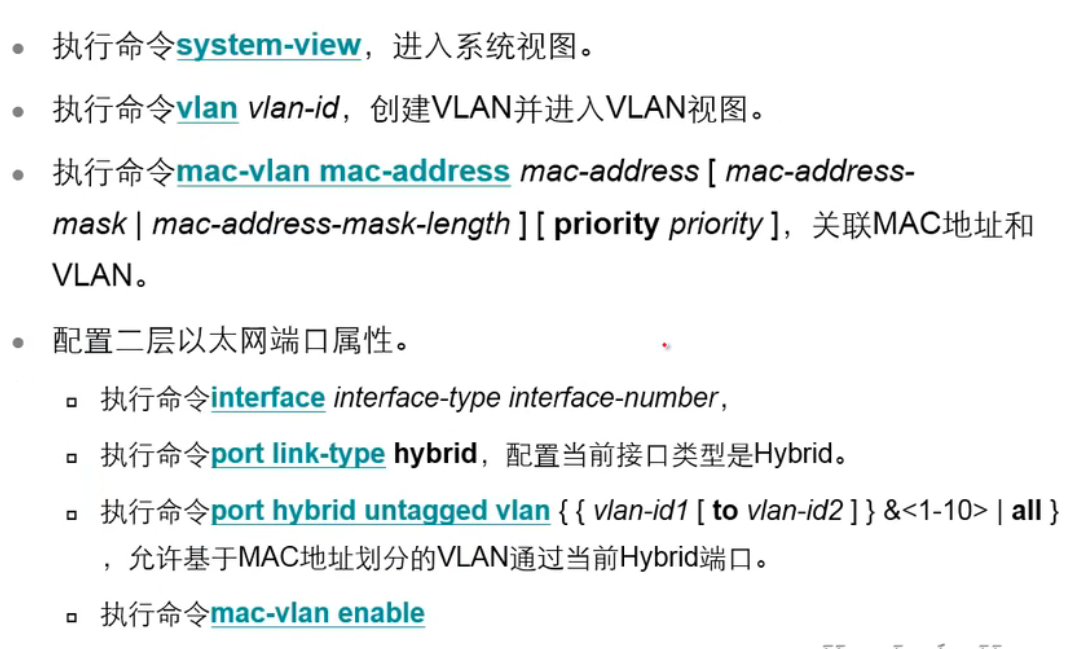 执行命令system-view，进入系统视图。
执行命令vlan vlan-id，创建VLAN并进入VLAN视图。
执行命令mac-vlan mac-address mac-address [ mac-address-
mask | mac-address-mask-length ] [ priority priority ]，关联MAC地址和
VLAN。
配置二层以太网端口属性。
执行命令interface interface-type interface-number，
执行命令port link-type hybrid，配置当前接口类型是Hybrid。
执行命令port hybrid untagged vlan { { vlan-id1 [ to vlan-id2 ] } &<1-10> | all }
，允许基于MAC地址划分的VLAN通过当前Hybrid端口。
执行命令mac-vlan enable